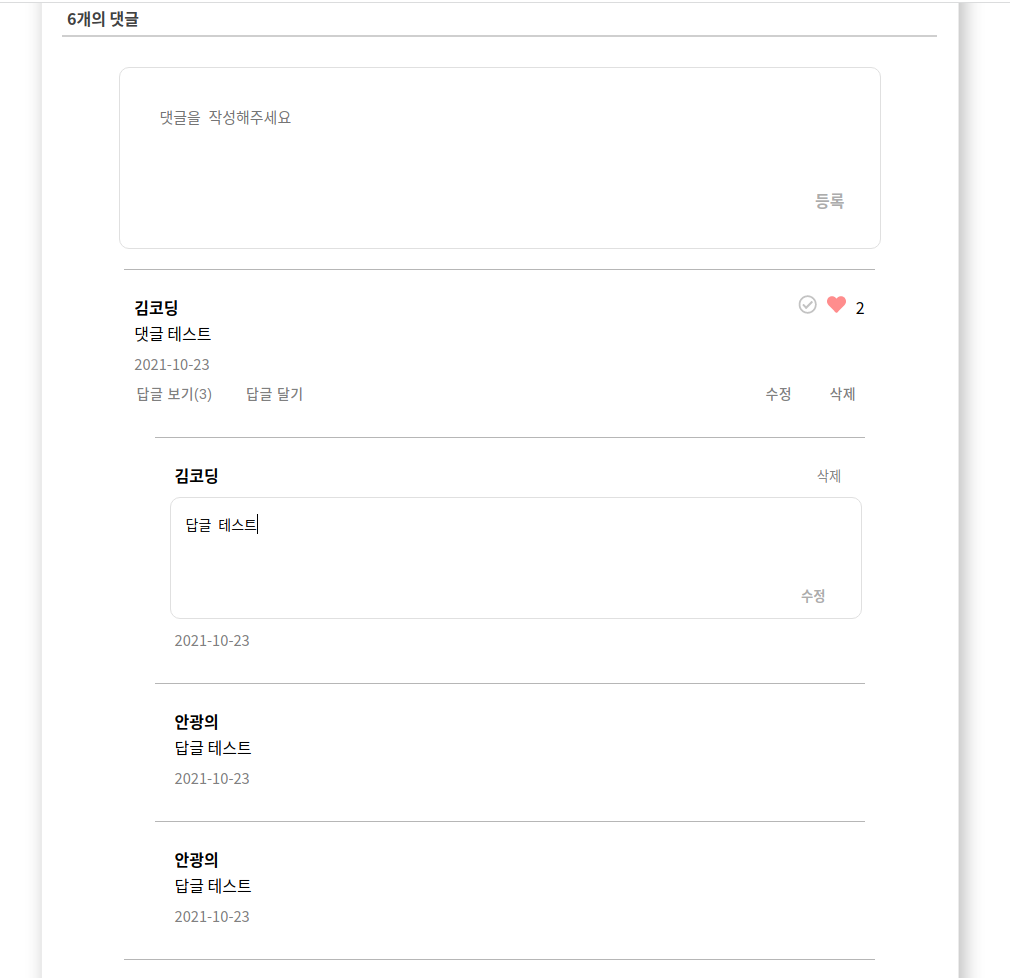 6개의 댓글
댓글을 작성해주세요
등록
김코딩
2
댓글 테스트
2021-10-23
답글 보기(3) 답글 달기 수정 삭제
김코딩 삭제
답글 테스트
수정
2021-10-23
안광의
답글 테스트
2021-10-23
안광의
답글 테스트
2021-10-23